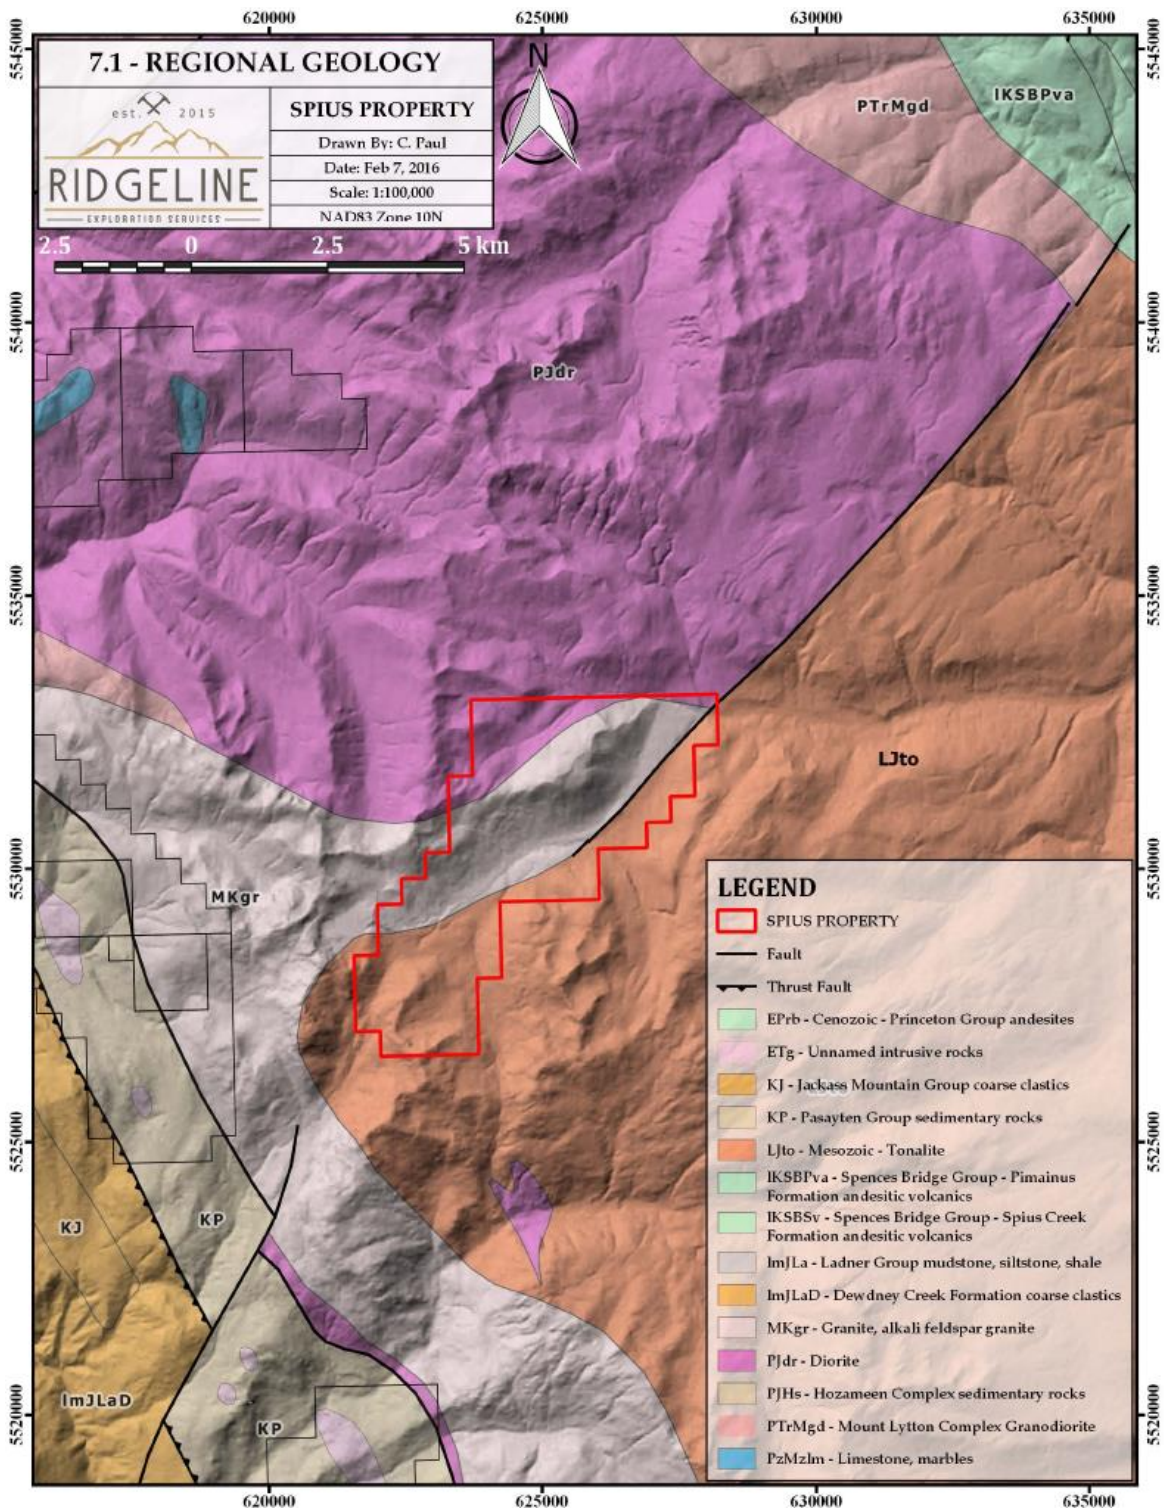 620000 625000 630000 635000
7.1 - REGIONAL GEOLOGY
est. 2015
RIDGELINE
EXPLORATION SERVICES
SPIUS PROPERTY
Drawn By: C. Paul
Date: Feb 7, 2016
Scale: 1:100,000
NAD83 Zone 10N
N
2.5 0 2.5 5 km
PTrMgd
IKSBPva
PJdr
LJto
MKgr
KJ
KP
lmJLaD
KP
5545000
5540000
5535000
5530000
5525000
5520000
5545000
5540000
5535000
5530000
5525000
5520000
LEGEND
SPIUS PROPERTY
Fault
Thrust Fault
EPrb - Cenozoic - Princeton Group andesites
ETg - Unnamed intrusive rocks
KJ - Jackass Mountain Group coarse clastics
KP - Pasayten Group sedimentary rocks
LJto - Mesozoic - Tonalite
IKSBPva - Spences Bridge Group - Pimainus
Formation andesitic volcanics
IKSBSv - Spences Bridge Group - Spius Creek
Formation andesitic volcanics
lmJLa - Ladner Group mudstone, siltstone, shale
lmJLaD - Dewdney Creek Formation coarse clastics
MKgr - Granite, alkali feldspar granite
PJdr - Diorite
PJHs - Hozameen Complex sedimentary rocks
PTrMgd - Mount Lytton Complex Granodiorite
PzMzlm - Limestone, marbles
620000 625000 630000 635000